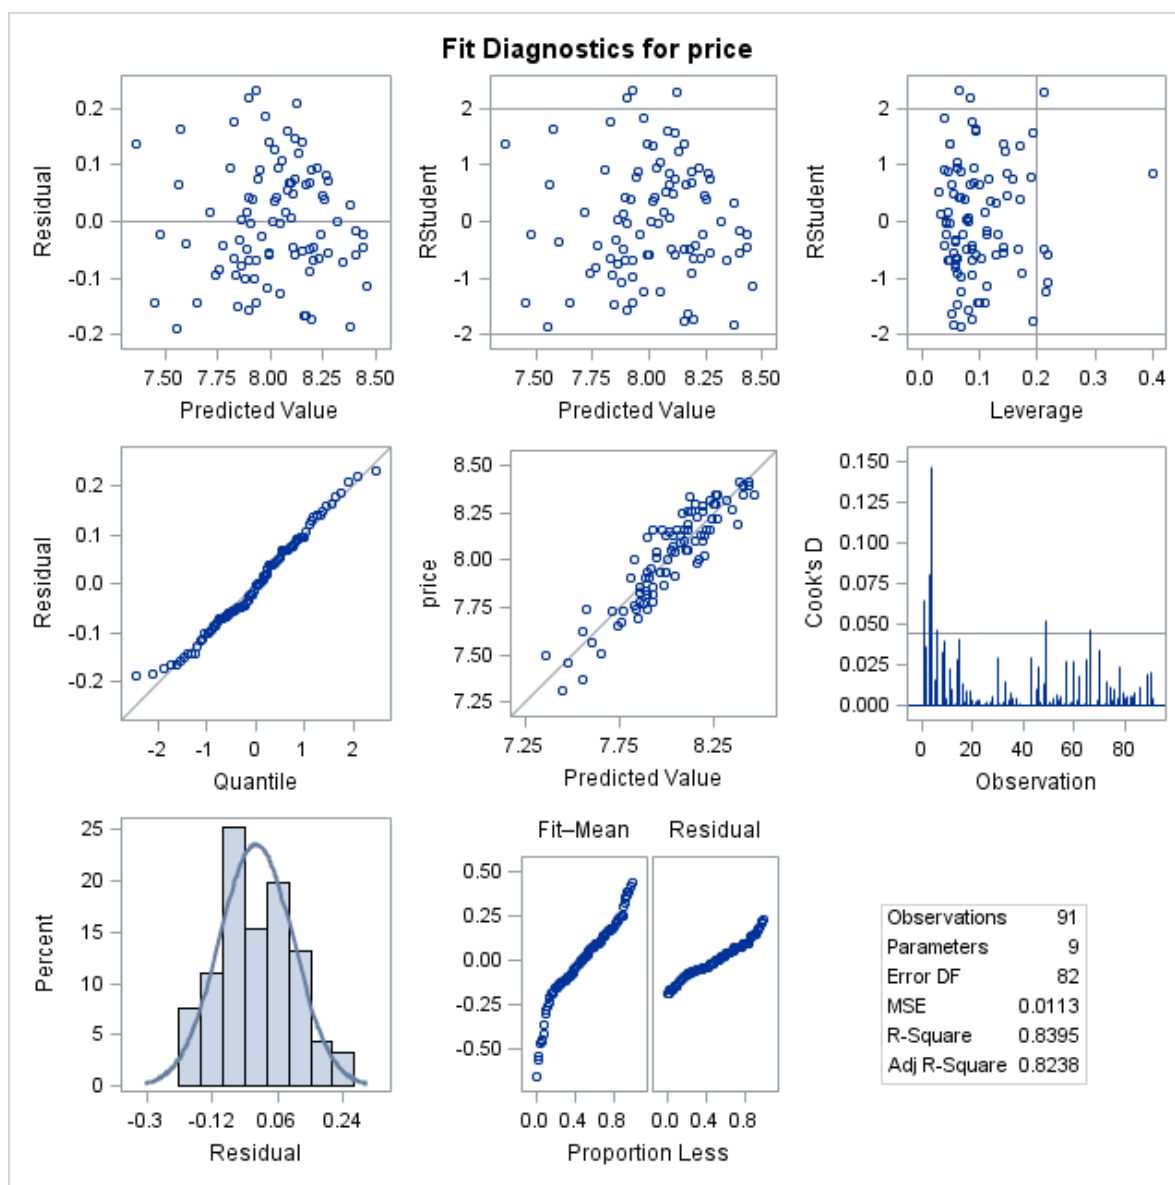 Fit Diagnostics for price
0.2
0.1
0.0
-0.1
-0.2
Residual
7.50 7.75 8.00 8.25 8.50
Predicted Value
2
1
0
-1
-2
RStudent
7.50 7.75 8.00 8.25 8.50
Predicted Value
2
1
0
-1
-2
RStudent
0.0 0.1 0.2 0.3 0.4
Leverage
0.2
0.1
0.0
-0.1
-0.2
Residual
-2 -1 0 1 2
Quantile
8.50
8.25
8.00
7.75
7.50
7.25
price
7.25 7.75 8.25
Predicted Value
0.150
0.125
0.100
0.075
0.050
0.025
0.000
Cook's D
0 20 40 60 80
Observation
25
20
15
10
5
0
Percent
-0.3 -0.12 0.06 0.24
Residual
Fit–Mean Residual
0.50
0.25
0.00
-0.25
-0.50
0.0 0.4 0.8 0.0 0.4 0.8
Proportion Less
Observations 91
Parameters 9
Error DF 82
MSE 0.0113
R-Square 0.8395
Adj R-Square 0.8238